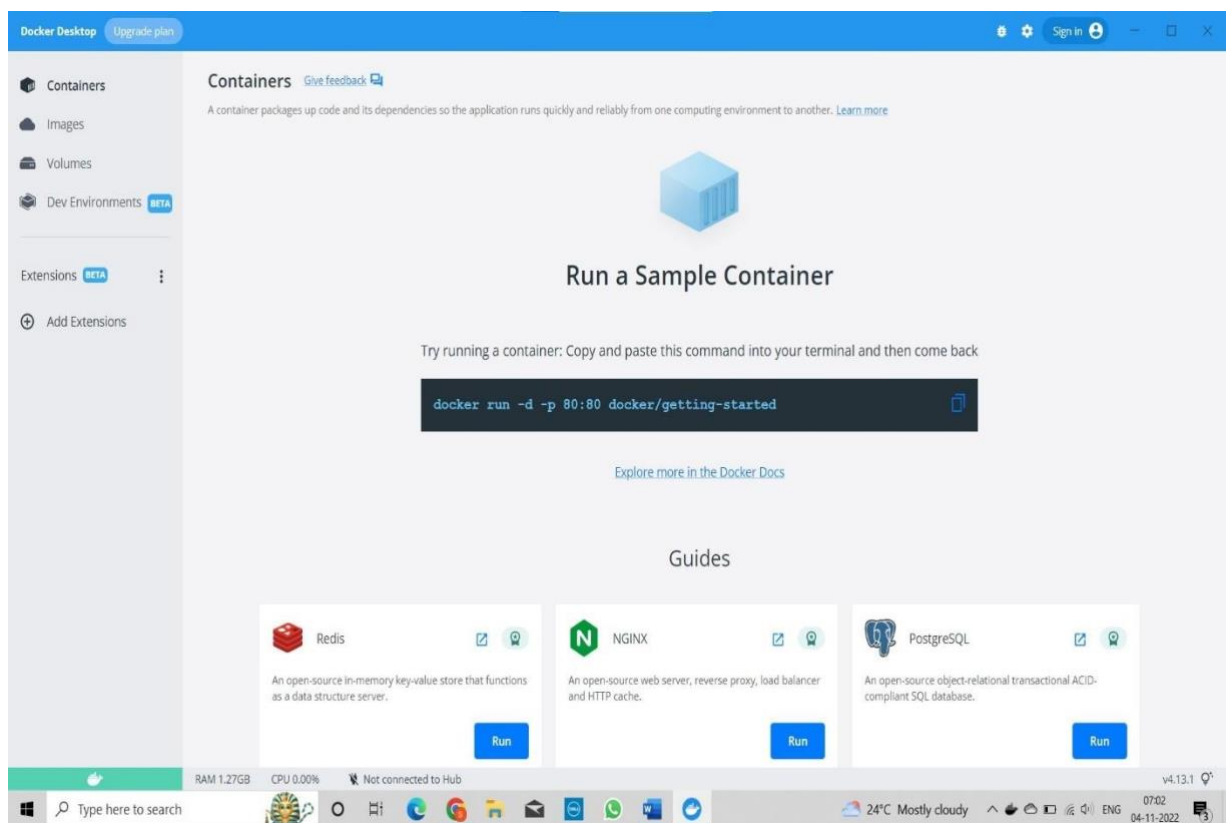 Docker Desktop Upgrade plan Sign in
Containers
Images
Volumes
Dev Environments BETA
Extensions BETA
Add Extensions
Containers Give feedback
A container packages up code and its dependencies so the application runs quickly and reliably from one computing environment to another. Learn more
Run a Sample Container
Try running a container: Copy and paste this command into your terminal and then come back
docker run -d -p 80:80 docker/getting-started
Explore more in the Docker Docs
Guides
Redis
An open-source in-memory key-value store that functions
as a data structure server.
Run
NGINX
An open-source web server, reverse proxy, load balancer
and HTTP cache.
Run
PostgreSQL
An open-source object-relational transactional ACID-
compliant SQL database.
Run
RAM 1.27GB CPU 0.00% Not connected to Hub v4.13.1
Type here to search 24°C Mostly cloudy ENG 07:02
04-11-2022 3